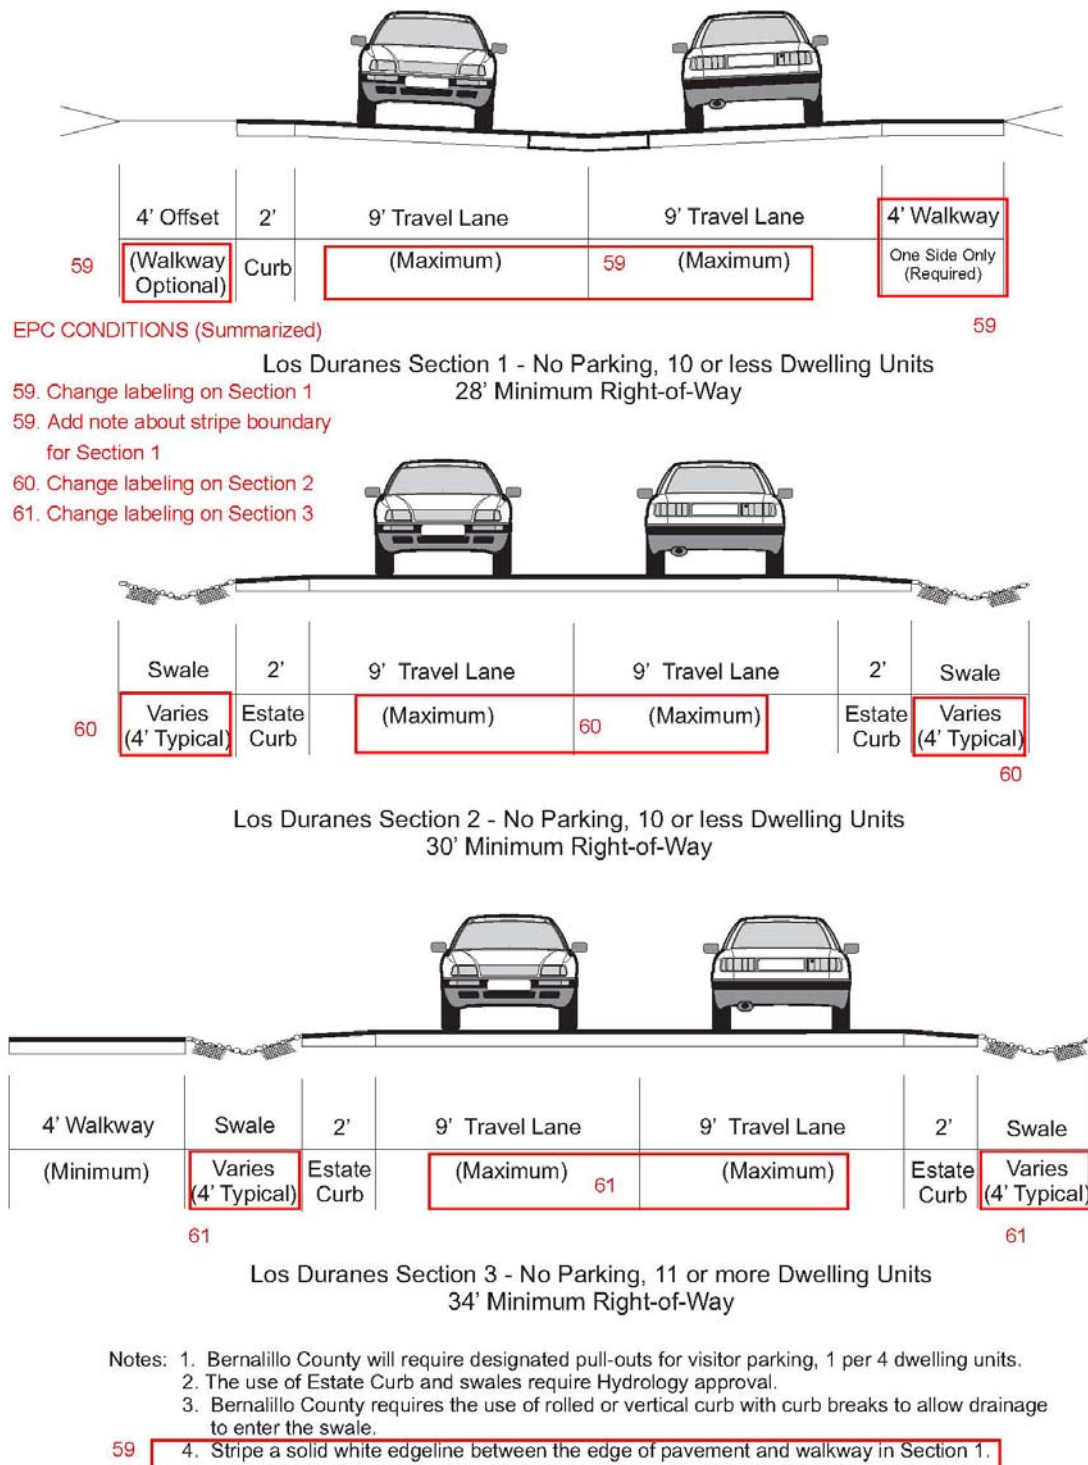 4' Offset 2' 9' Travel Lane 9' Travel Lane 4' Walkway
59 (Walkway Optional) Curb (Maximum) 59 (Maximum) One Side Only (Required)
59
EPC CONDITIONS (Summarized)
Los Duranes Section 1 - No Parking, 10 or less Dwelling Units
28' Minimum Right-of-Way
59. Change labeling on Section 1
59. Add note about stripe boundary
for Section 1
60. Change labeling on Section 2
61. Change labeling on Section 3
Swale 2' 9' Travel Lane 9' Travel Lane 2' Swale
60 Varies (4' Typical) Estate Curb (Maximum) 60 (Maximum) Estate Curb Varies (4' Typical)
60
Los Duranes Section 2 - No Parking, 10 or less Dwelling Units
30' Minimum Right-of-Way
4' Walkway Swale 2' 9' Travel Lane 9' Travel Lane 2' Swale
(Minimum) Varies (4' Typical) Estate Curb (Maximum) 61 (Maximum) Estate Curb Varies (4' Typical)
61 61
Los Duranes Section 3 - No Parking, 11 or more Dwelling Units
34' Minimum Right-of-Way
Notes: 1. Bernalillo County will require designated pull-outs for visitor parking, 1 per 4 dwelling units.
2. The use of Estate Curb and swales require Hydrology approval.
3. Bernalillo County requires the use of rolled or vertical curb with curb breaks to allow drainage
to enter the swale.
59 4. Stripe a solid white edgeline between the edge of pavement and walkway in Section 1.